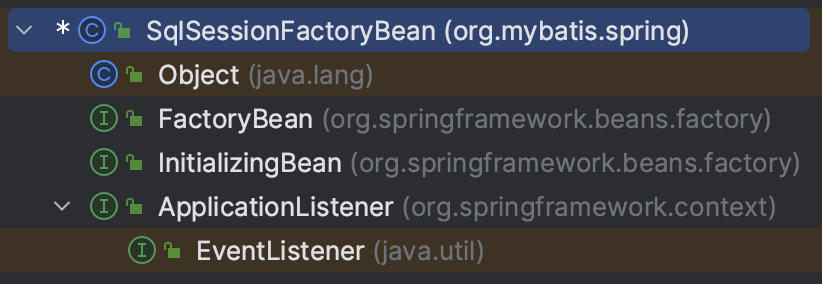 * C SqlSessionFactoryBean (org.mybatis.spring)
C Object (java.lang)
I FactoryBean (org.springframework.beans.factory)
I InitializingBean (org.springframework.beans.factory)
I ApplicationListener (org.springframework.context)
I EventListener (java.util)